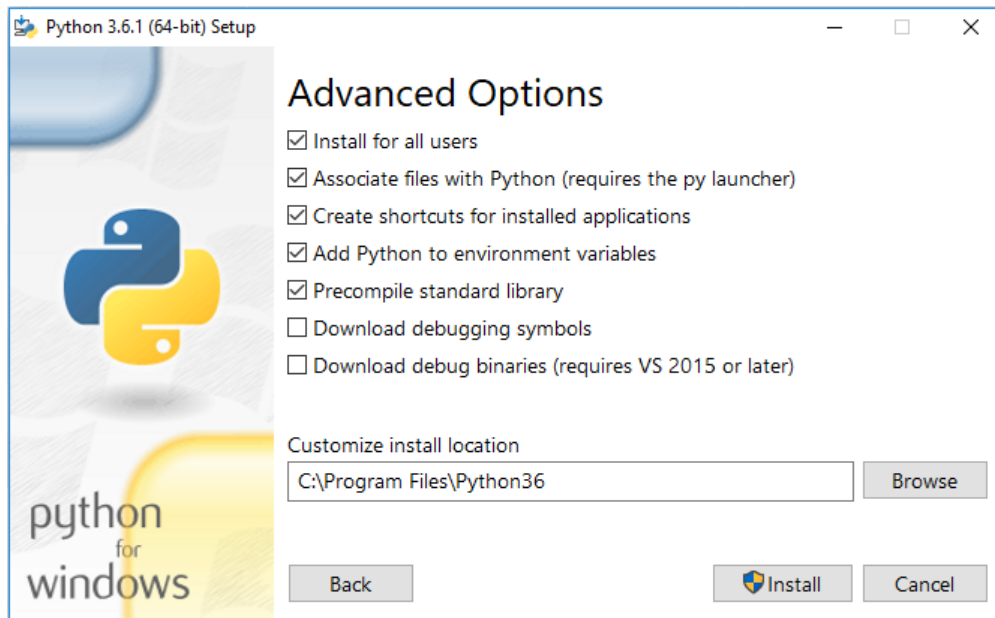 Python 3.6.1 (64-bit) Setup
Advanced Options
Install for all users
Associate files with Python (requires the py launcher)
Create shortcuts for installed applications
Add Python to environment variables
Precompile standard library
Download debugging symbols
Download debug binaries (requires VS 2015 or later)
Customize install location
C:\Program Files\Python36
Browse
python
for
windows
Back
Install
Cancel